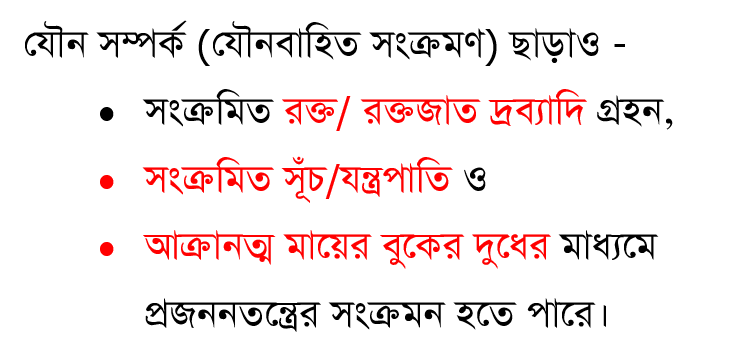 যৌন সম্পর্ক (যৌনবাহিত সংক্রমণ) ছাড়াও -
• সংক্রমিত রক্ত/ রক্তজাত দ্রব্যাদি গ্রহন,
• সংক্রমিত সূঁচ/যন্ত্রপাতি ও
• আক্রানত্ম মায়ের বুকের দুধের মাধ্যমে
প্রজননতন্ত্রের সংক্রমন হতে পারে।